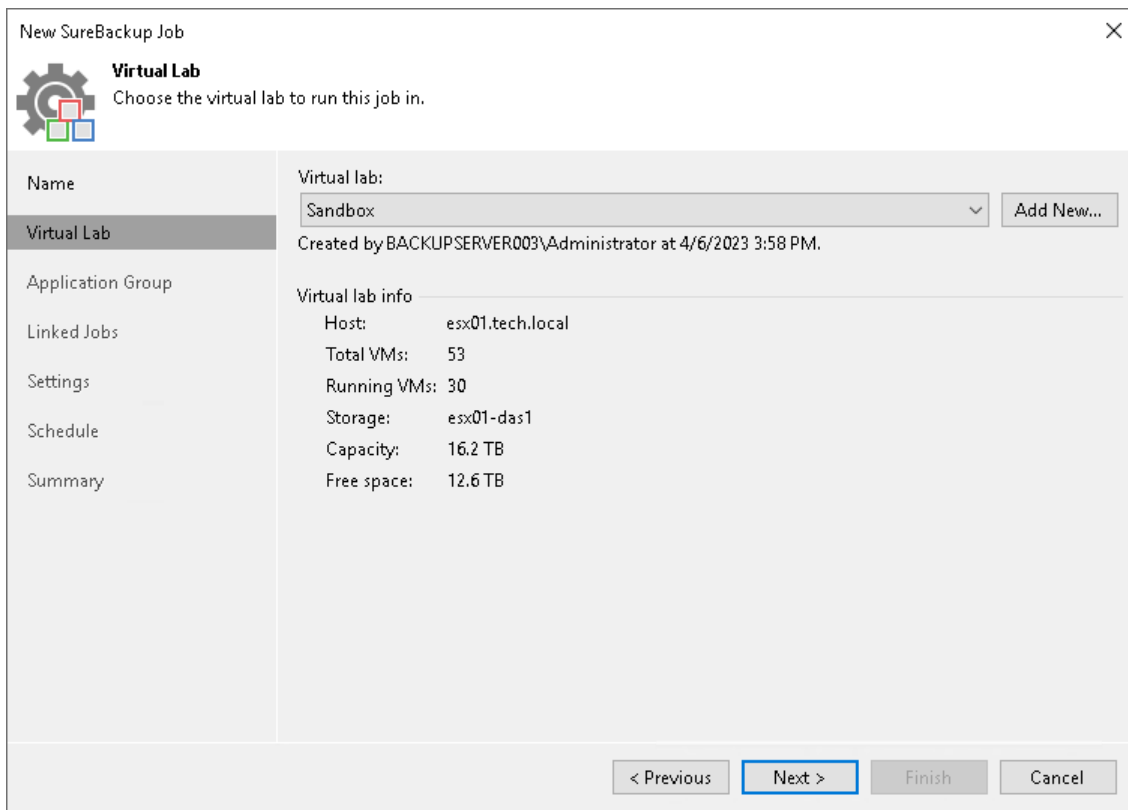 New SureBackup Job
Virtual Lab
Choose the virtual lab to run this job in.
Name
Virtual Lab
Application Group
Linked Jobs
Settings
Schedule
Summary
Virtual lab:
Sandbox
Add New...
Created by BACKUPSERVER003\Administrator at 4/6/2023 3:58 PM.
Virtual lab info
Host: esx01.tech.local
Total VMs: 53
Running VMs: 30
Storage: esx01-das1
Capacity: 16.2 TB
Free space: 12.6 TB
< Previous Next > Finish Cancel